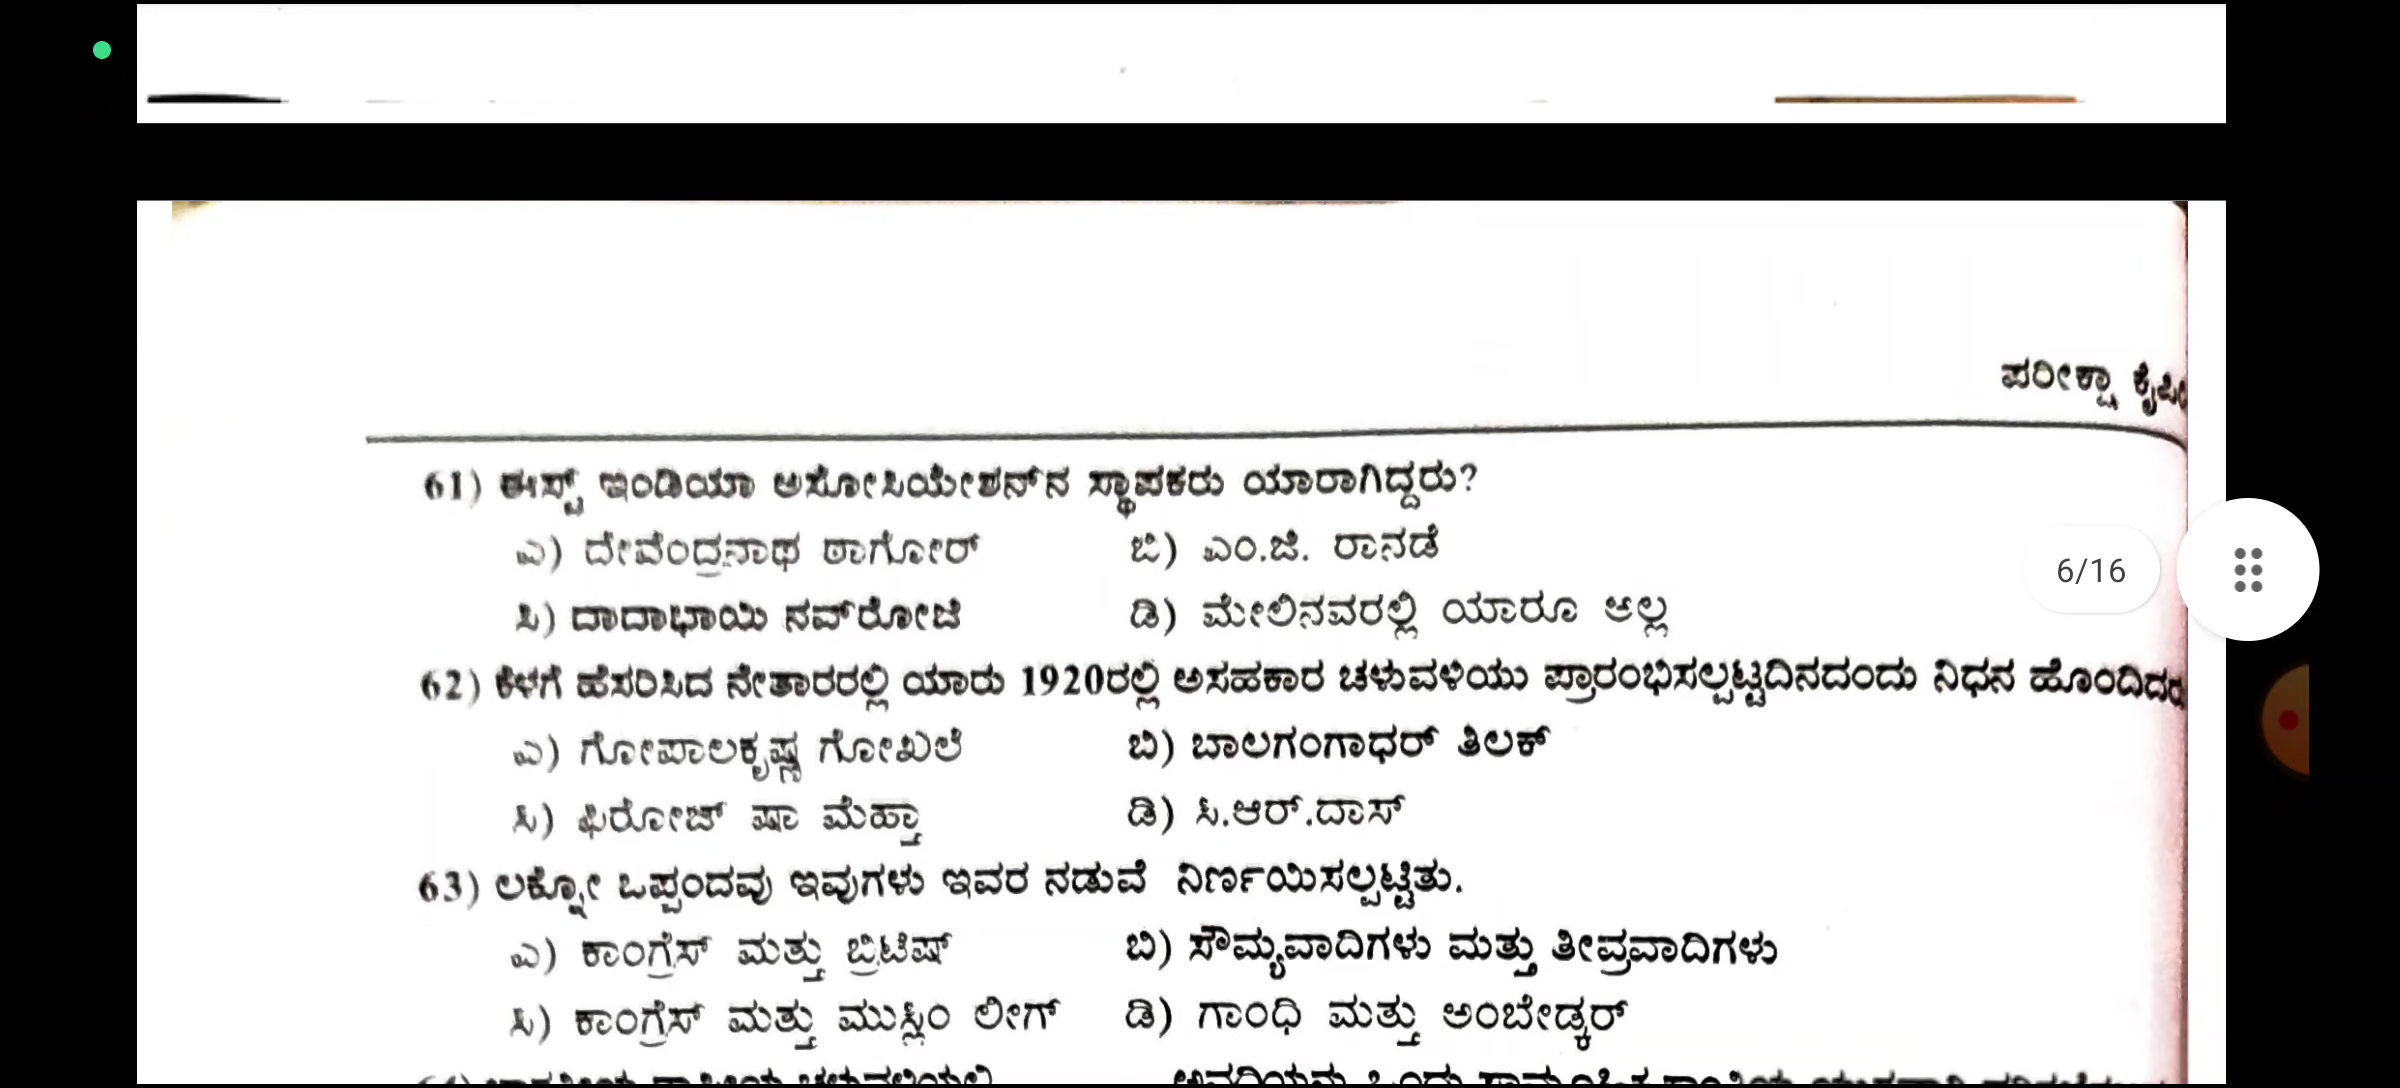 ಪರೀಕ್ಷಾ
61) ಈಸ್ಟ್ ಇಂಡಿಯಾ ಅಸೋಸಿಯೇಶನ್‌ನ ಸ್ಥಾಪಕರು ಯಾರಾಗಿದ್ದರು?
ಎ) ದೇವೇಂದ್ರನಾಥ ಠಾಗೋರ್ ಬಿ) ಎಂ.ಜಿ. ರಾನಡೆ
ಸಿ) ದಾದಾಭಾಯಿ ನವ್‌ರೋಜಿ ಡಿ) ಮೇಲಿನವರಲ್ಲಿ ಯಾರೂ ಅಲ್ಲ
6/16
62) ಕೆಳಗೆ ಹೆಸರಿಸಿದ ನೇತಾರರಲ್ಲಿ ಯಾರು 1920ರಲ್ಲಿ ಅಸಹಕಾರ ಚಳುವಳಿಯು ಪ್ರಾರಂಭಿಸಲ್ಪಟ್ಟದಿನದಂದು ನಿಧನ
ಎ) ಗೋಪಾಲಕೃಷ್ಣ ಗೋಖಲೆ ಬಿ) ಬಾಲಗಂಗಾಧರ್ ತಿಲಕ್
ಸಿ) ಫಿರೋಜ್ ಷಾ ಮೆಹ್ತಾ ಡಿ) ಸಿ.ಆರ್.ದಾಸ್
63) ಲಕ್ನೋ ಒಪ್ಪಂದವು ಇವುಗಳು ಇವರ ನಡುವೆ ನಿರ್ಣಯಿಸಲ್ಪಟ್ಟಿತು.
ಎ) ಕಾಂಗ್ರೆಸ್ ಮತ್ತು ಬ್ರಿಟಿಷ್ ಬಿ) ಸೌಮ್ಯವಾದಿಗಳು ಮತ್ತು ತೀವ್ರವಾದಿಗಳು
ಸಿ) ಕಾಂಗ್ರೆಸ್ ಮತ್ತು ಮುಸ್ಲಿಂ ಲೀಗ್ ಡಿ) ಗಾಂಧಿ ಮತ್ತು ಅಂಬೇಡ್ಕರ್